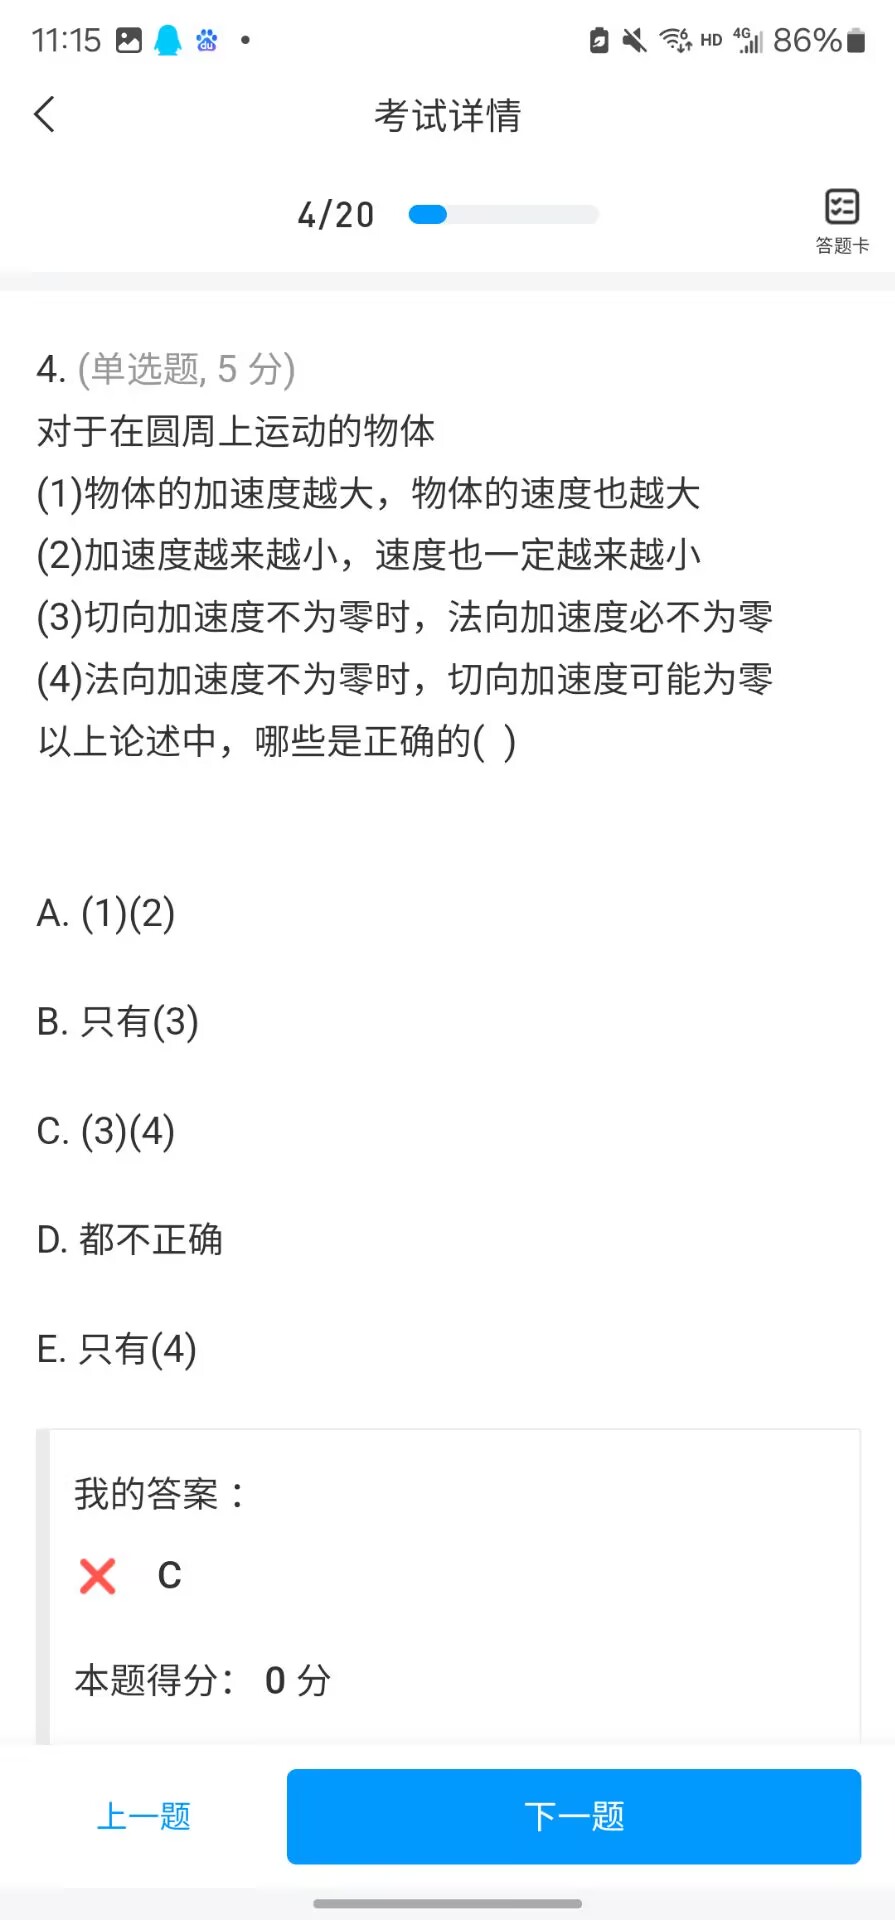 11:15 HD 4G 86%
考试详情
4/20
答题卡
4. (单选题, 5 分)
对于在圆周上运动的物体
(1)物体的加速度越大，物体的速度也越大
(2)加速度越来越小，速度也一定越来越小
(3)切向加速度不为零时，法向加速度必不为零
(4)法向加速度不为零时，切向加速度可能为零
以上论述中，哪些是正确的( )
A. (1)(2)
B. 只有(3)
C. (3)(4)
D. 都不正确
E. 只有(4)
我的答案：
C
本题得分： 0 分
上一题
下一题